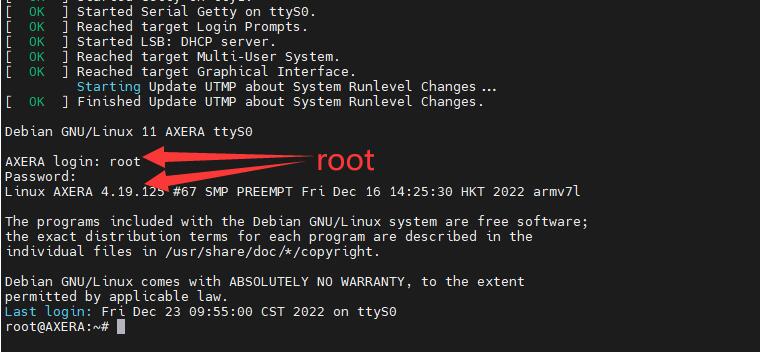 [  OK  ] Started Serial Getty on ttyS0.
[  OK  ] Reached target Login Prompts.
[  OK  ] Started LSB: DHCP server.
[  OK  ] Reached target Multi-User System.
[  OK  ] Reached target Graphical Interface.
Starting Update UTMP about System Runlevel Changes...
[  OK  ] Finished Update UTMP about System Runlevel Changes.
Debian GNU/Linux 11 AXERA ttyS0
AXERA login: root
root
Password:
Linux AXERA 4.19.125 #67 SMP PREEMPT Fri Dec 16 14:25:30 HKT 2022 armv7l
The programs included with the Debian GNU/Linux system are free software;
the exact distribution terms for each program are described in the
individual files in /usr/share/doc/*/copyright.
Debian GNU/Linux comes with ABSOLUTELY NO WARRANTY, to the extent
permitted by applicable law.
Last login: Fri Dec 23 09:55:00 CST 2022 on ttyS0
root@AXERA:~#